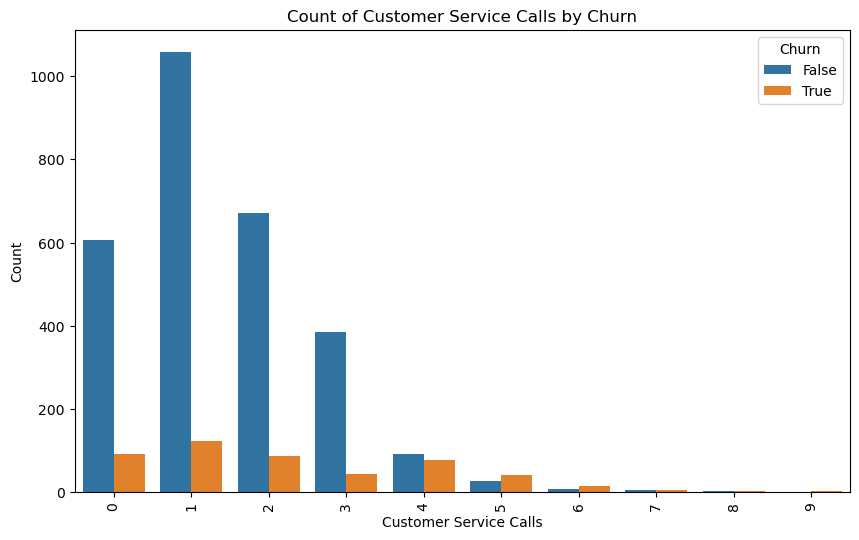 Count of Customer Service Calls by Churn
Churn
False
True
Count
1000
800
600
400
200
0
0 1 2 3 4 5 6 7 8 9
Customer Service Calls